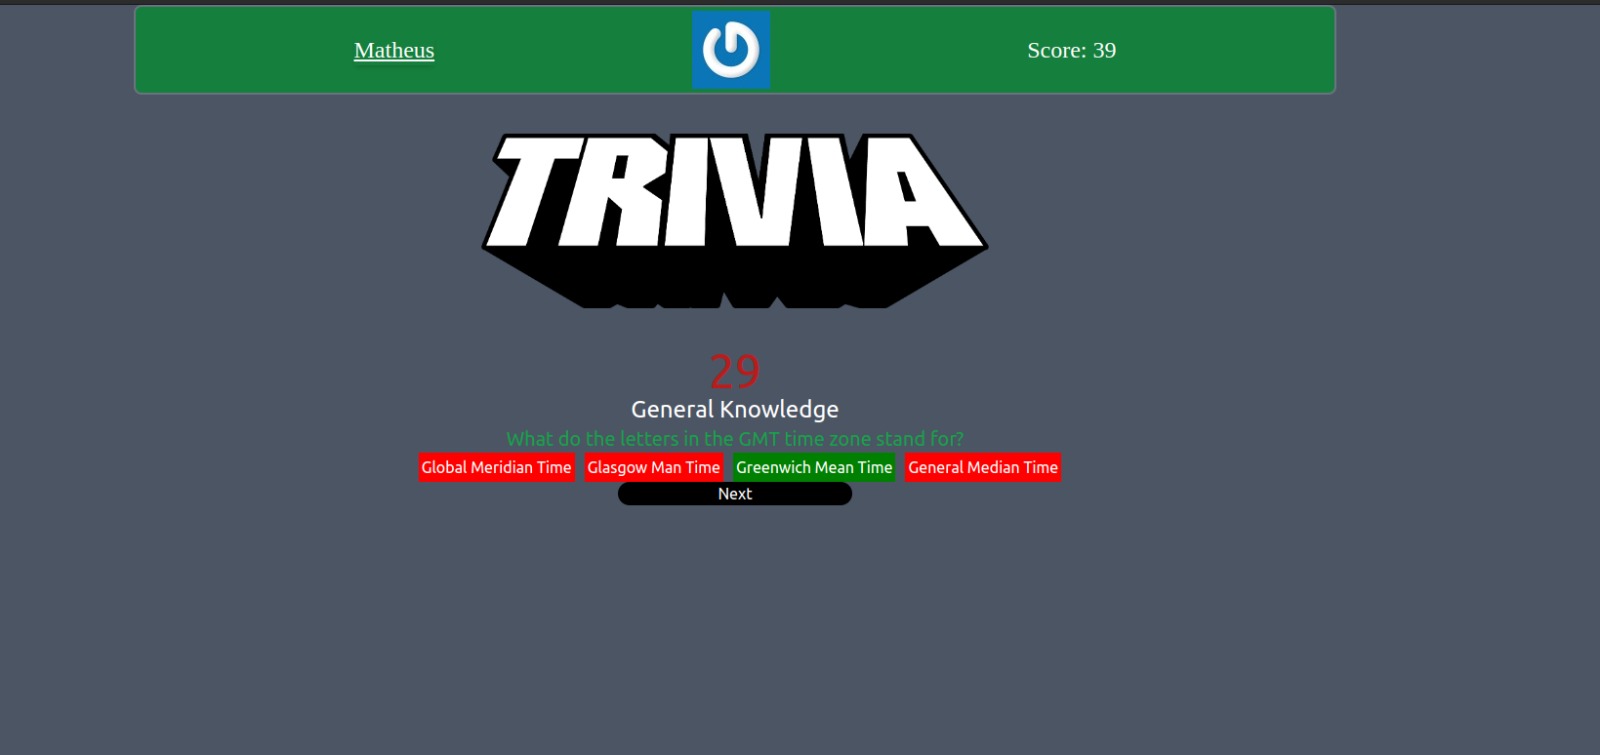 Matheus Score: 39
TRIVIA
29
General Knowledge
What do the letters in the GMT time zone stand for?
Global Meridian Time Glasgow Man Time Greenwich Mean Time General Median Time
Next